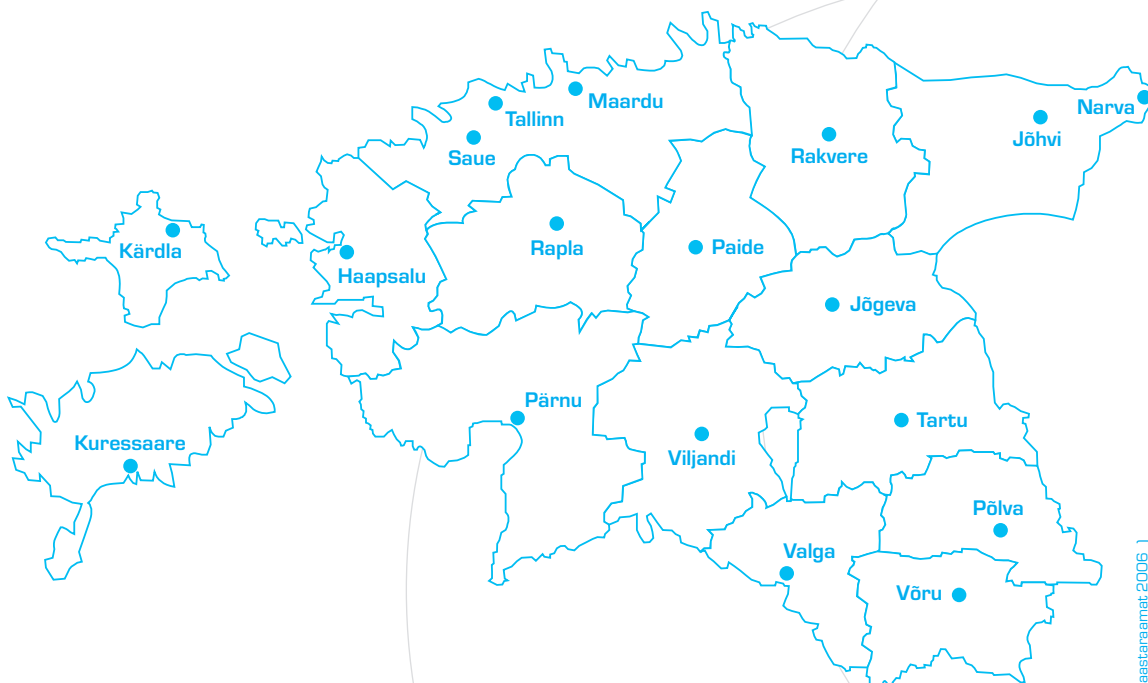 Maardu
Narva
Tallinn
Jõhvi
Saue
Rakvere
Kärdla
Haapsalu
Rapla
Paide
Jõgeva
Pärnu
Kuressaare
Viljandi
Tartu
Põlva
Valga
Võru
aastaraamat 2006 ]